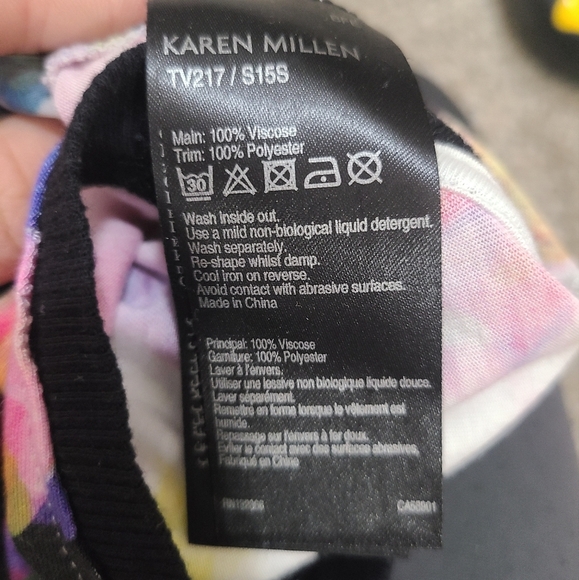 KAREN MILLEN
TV217 / S15S
Main: 100% Viscose
Trim: 100% Polyester
30
Wash inside out.
Use a mild non-biological liquid detergent.
Wash separately.
Re-shape whilst damp.
Cool iron on reverse.
Avoid contact with abrasive surfaces.
Made in China
Principal: 100% Viscose
Garniture: 100% Polyester
Laver à l'envers.
Utiliser une lessive non biologique liquide douce.
Laver séparément.
Remettre en forme lorsque le vêtement est
humide.
Repassage sur l'envers à fer doux.
Eviter le contact avec des surfaces abrasives.
Fabriqué en Chine
CA58901